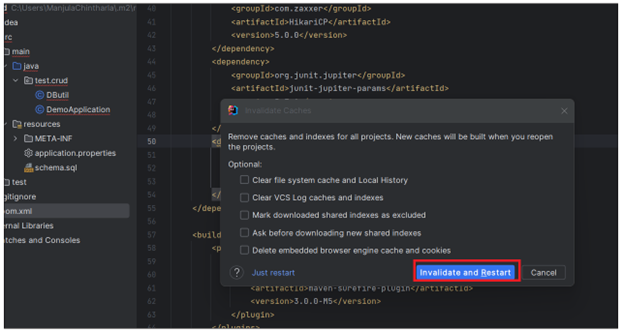 C:\Users\ManjulaChintharla\.m2\r
idea
src
main
java
test.crud
DButil
DemoApplication
resources
META-INF
application.properties
schema.sql
test
gitignore
pom.xml
ternal Libraries
atches and Consoles
40 <groupId>com.zaxxer</groupId>
41 <artifactId>HikariCP</artifactId>
42 <version>5.0.0</version>
43 </dependency>
44 <dependency>
45 <groupId>org.junit.jupiter</groupId>
46 <artifactId>junit-jupiter-params</artifactId>
47
48
49 </
50 <d
51
52
53
54 </
55 </depe
56
57 <build
58 <p
59
60
61 <artifactId>maven-surefire-plugin</artifactId>
62 <version>3.0.0-M5</version>
63 </plugin>
64 </plugins>
Invalidate Caches
Remove caches and indexes for all projects. New caches will be built when you reopen
the projects.
Optional:
Clear file system cache and Local History
Clear VCS Log caches and indexes
Mark downloaded shared indexes as excluded
Ask before downloading new shared indexes
Delete embedded browser engine cache and cookies
? Just restart Invalidate and Restart Cancel